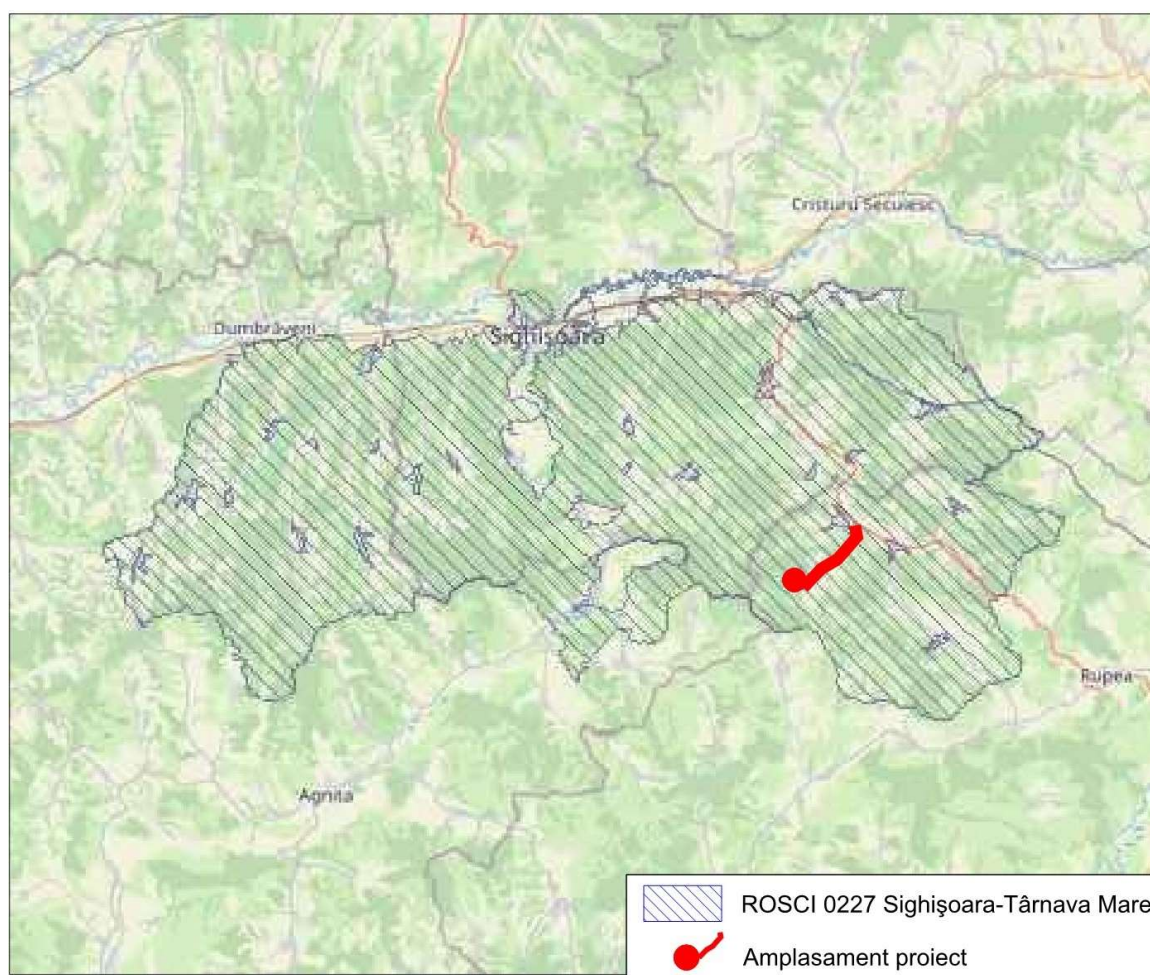 Cristuru Secuiesc
Dumbrăveni
Sighișoara
Rupea
Agnita
ROSCI 0227 Sighişoara-Târnava Mare
Amplasament proiect